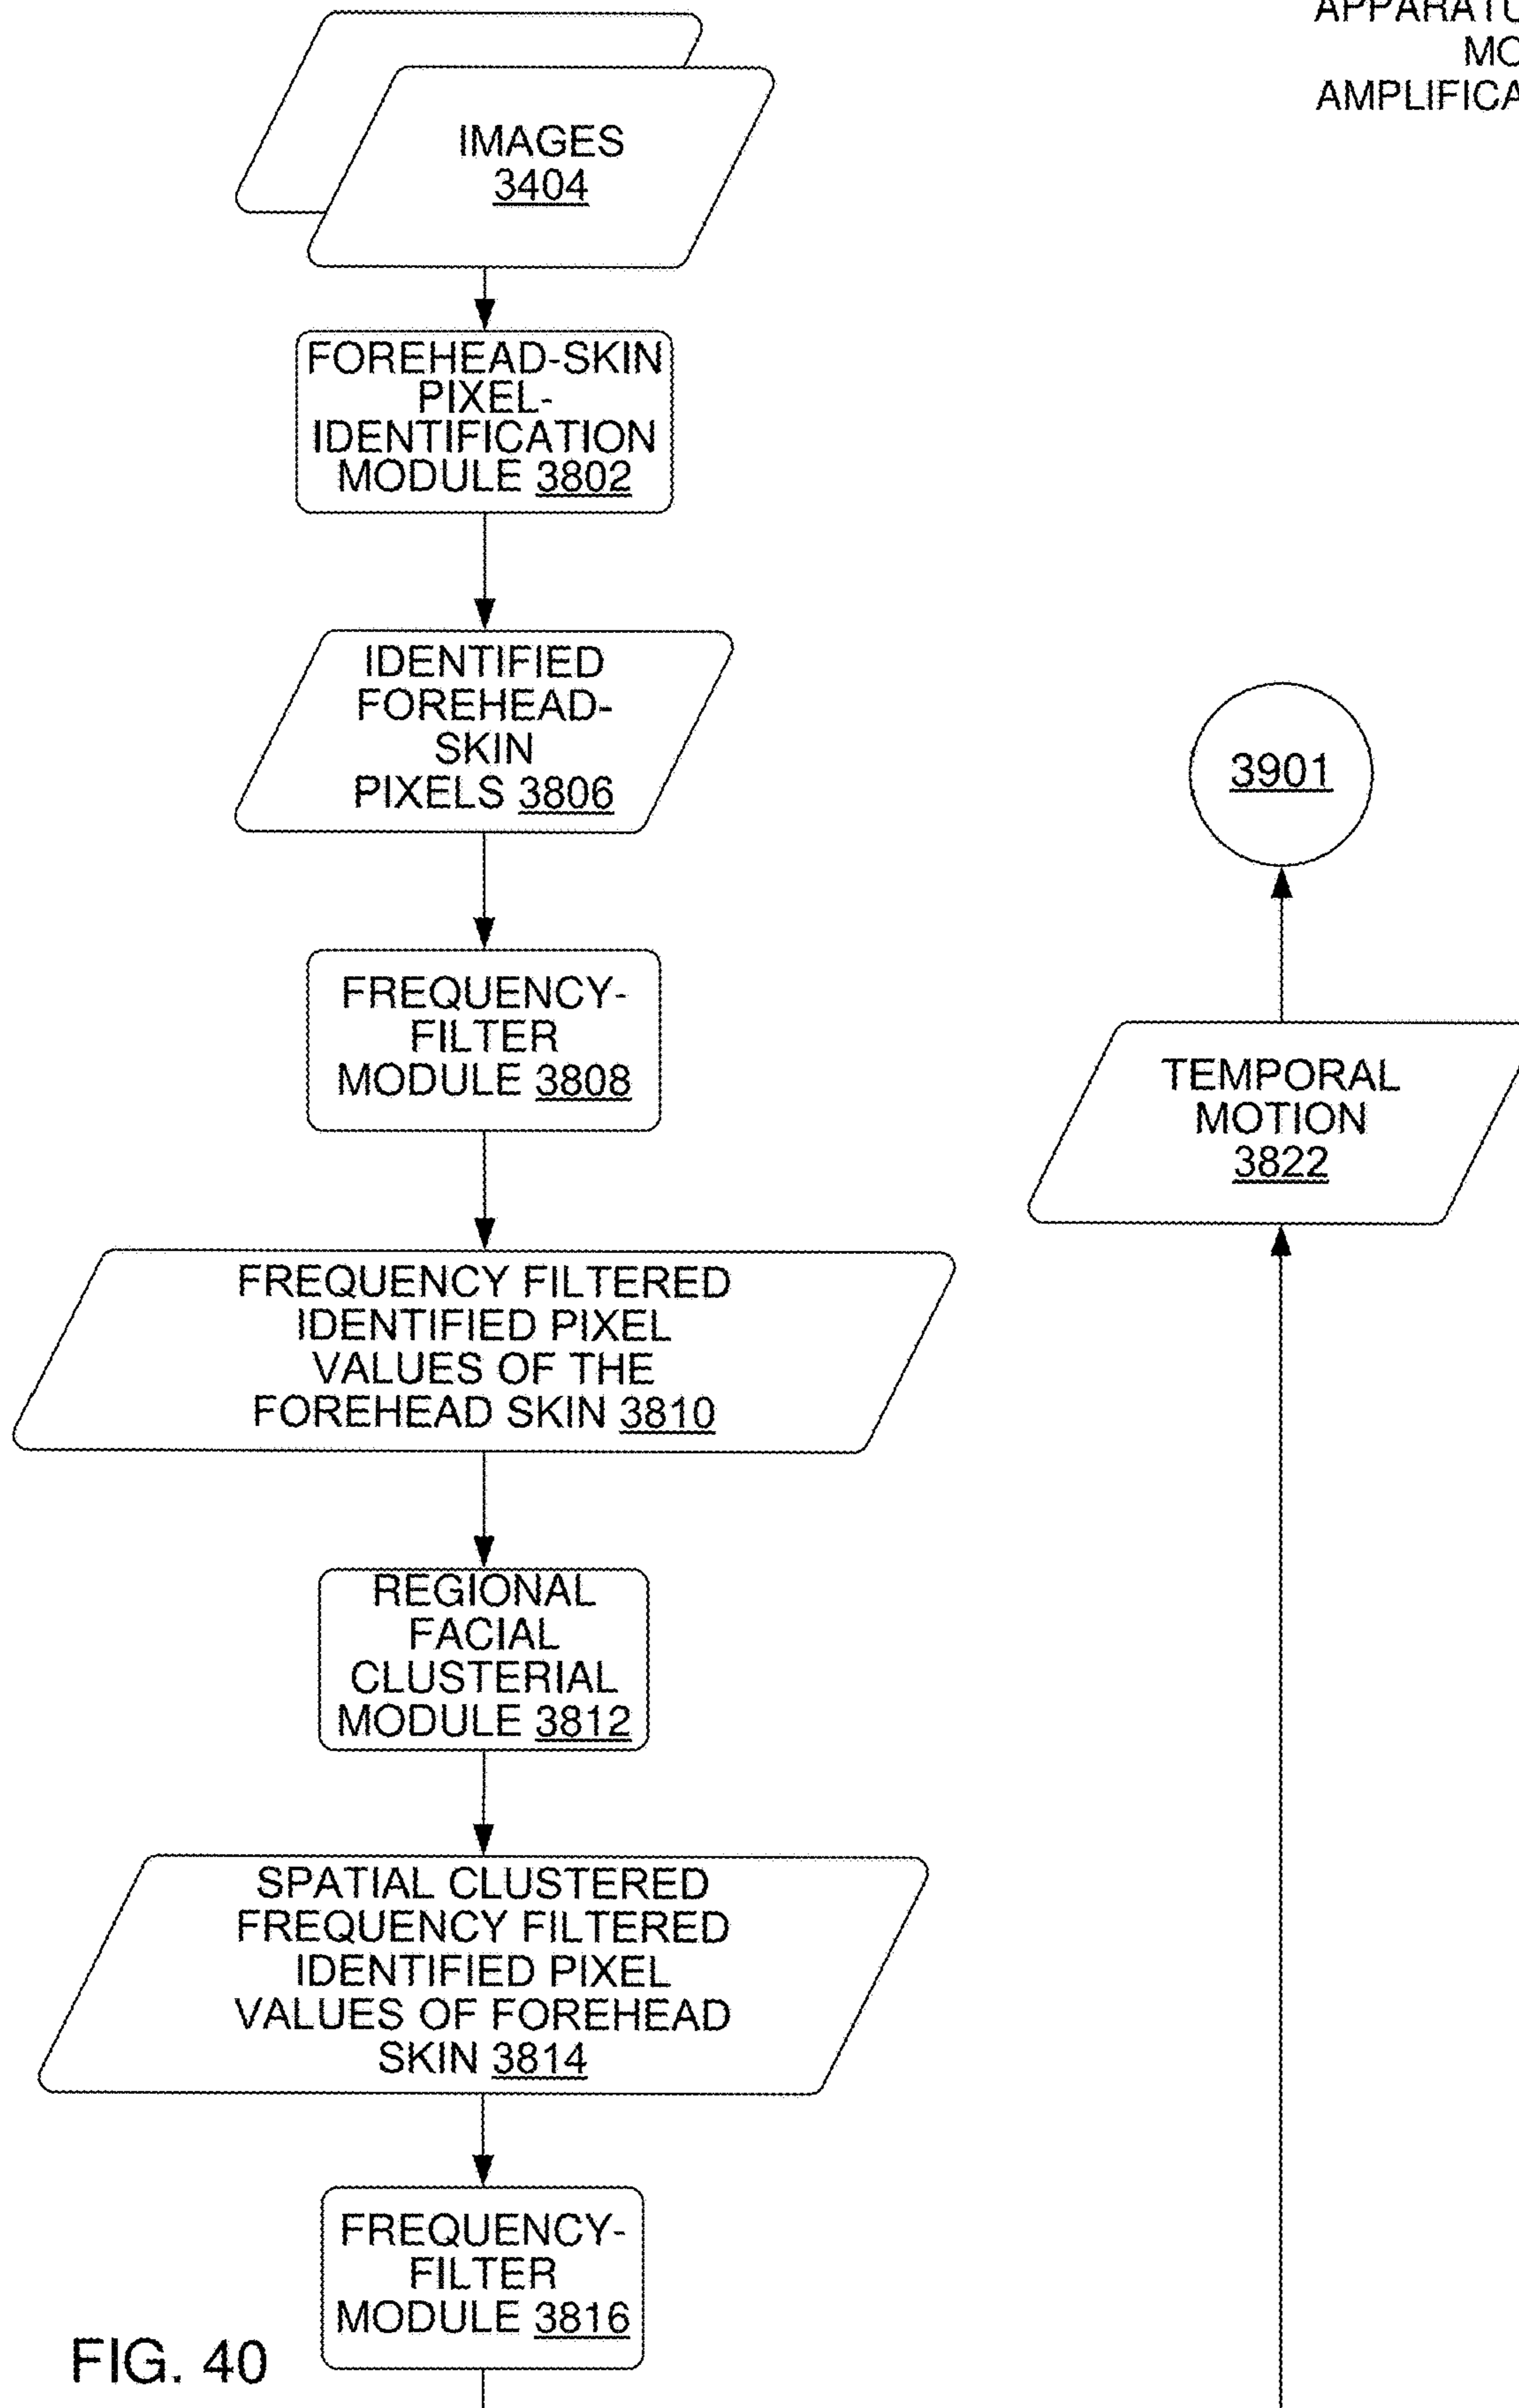 APPARATU
MO
AMPLIFICA
IMAGES
3404
FOREHEAD-SKIN
PIXEL-
IDENTIFICATION
MODULE 3802
IDENTIFIED
FOREHEAD-
SKIN
PIXELS 3806
FREQUENCY-
FILTER
MODULE 3808
FREQUENCY FILTERED
IDENTIFIED PIXEL
VALUES OF THE
FOREHEAD SKIN 3810
REGIONAL
FACIAL
CLUSTERIAL
MODULE 3812
SPATIAL CLUSTERED
FREQUENCY FILTERED
IDENTIFIED PIXEL
VALUES OF FOREHEAD
SKIN 3814
FREQUENCY-
FILTER
MODULE 3816
3901
TEMPORAL
MOTION
3822
FIG. 40